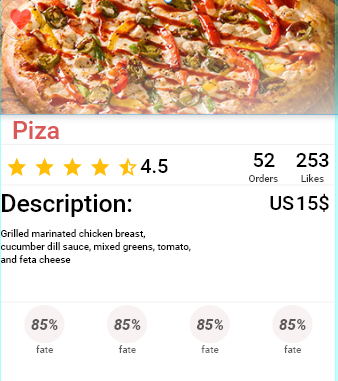 Piza
4.5
52
Orders
253
Likes
Description:
US15$
Grilled marinated chicken breast,
cucumber dill sauce, mixed greens, tomato,
and feta cheese
85%
85%
85%
85%
fate
fate
fate
fate